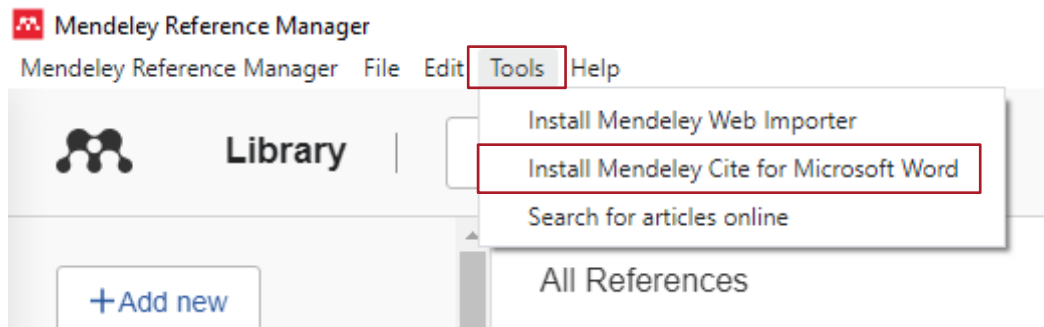 Mendeley Reference Manager
Mendeley Reference Manager File Edit Tools Help
Library
Install Mendeley Web Importer
Install Mendeley Cite for Microsoft Word
Search for articles online
+Add new
All References